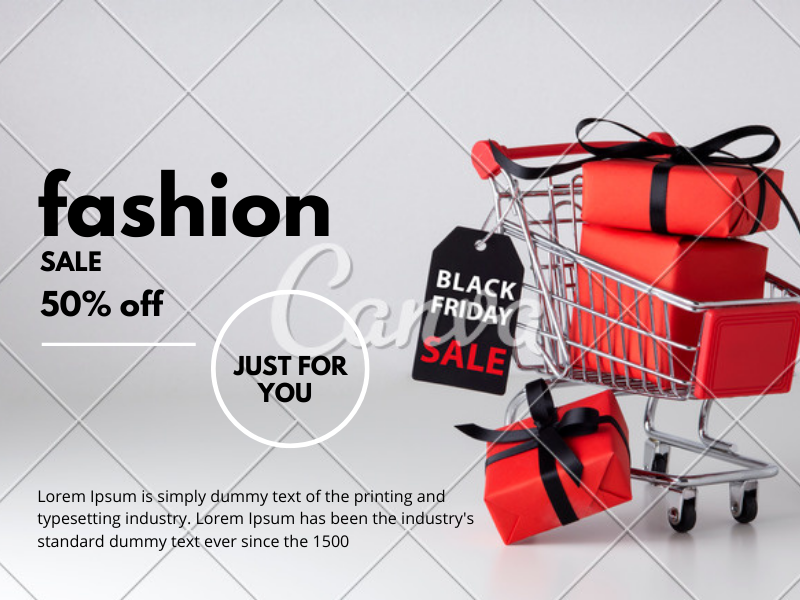 fashion
SALE
50% off
JUST FOR
YOU
BLACK
FRIDAY
SALE
Canva
Lorem Ipsum is simply dummy text of the printing and
typesetting industry. Lorem Ipsum has been the industry's
standard dummy text ever since the 1500